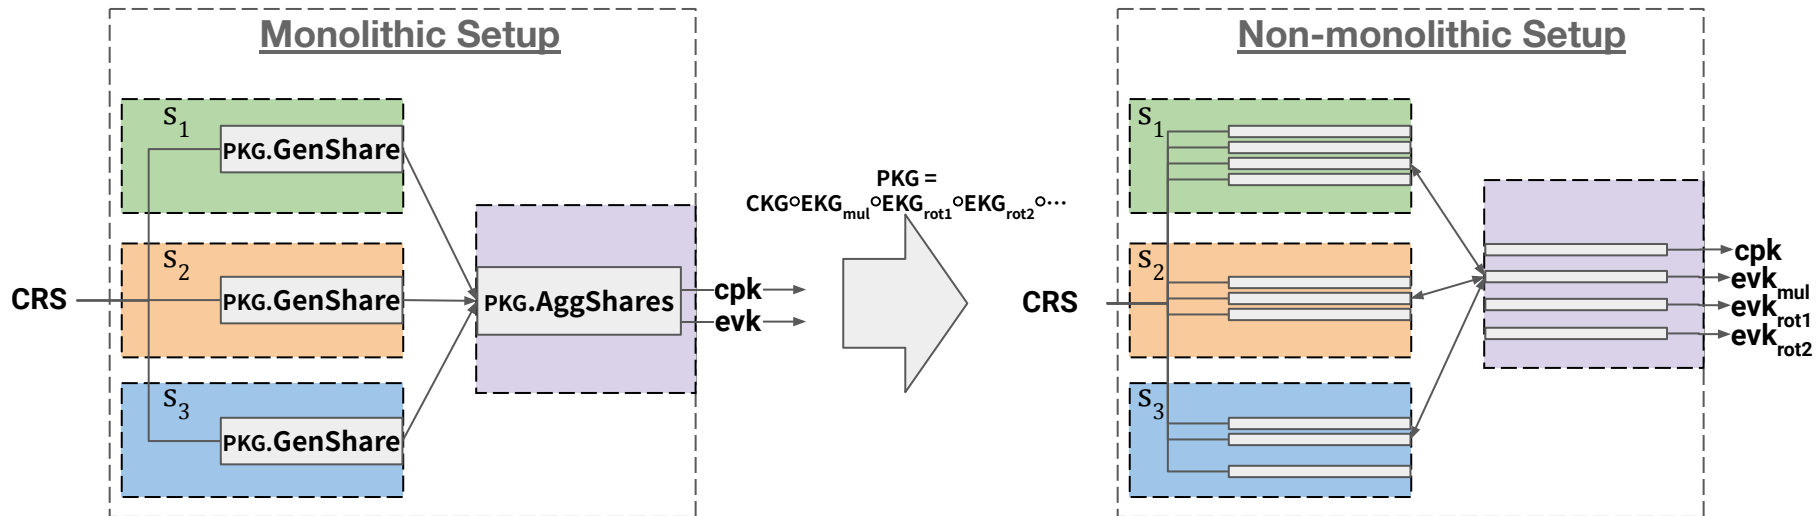 Monolithic Setup
s1
PKG.GenShare
s2
PKG.GenShare
CRS
s3
PKG.GenShare
PKG.AggShares
cpk
evk
PKG =
CKG∘EKGmul∘EKGrot1∘EKGrot2∘⋯
Non-monolithic Setup
s1
s2
CRS
s3
cpk
evkmul
evkrot1
evkrot2